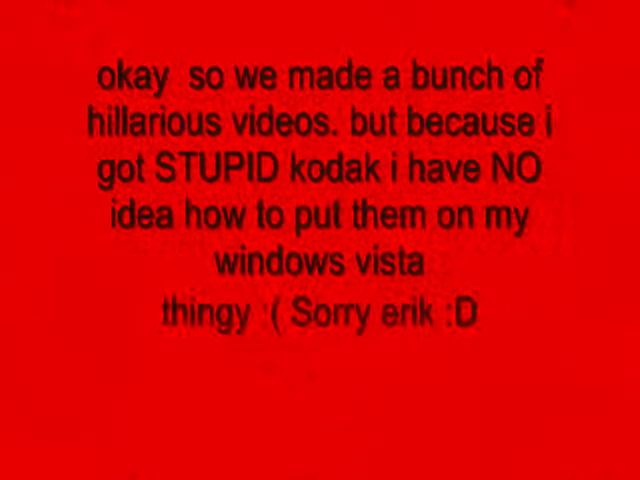 okay so we made a bunch of
hillarious videos. but because i
got STUPID kodak i have NO
idea how to put them on my
windows vista
thingy :( Sorry erik :D